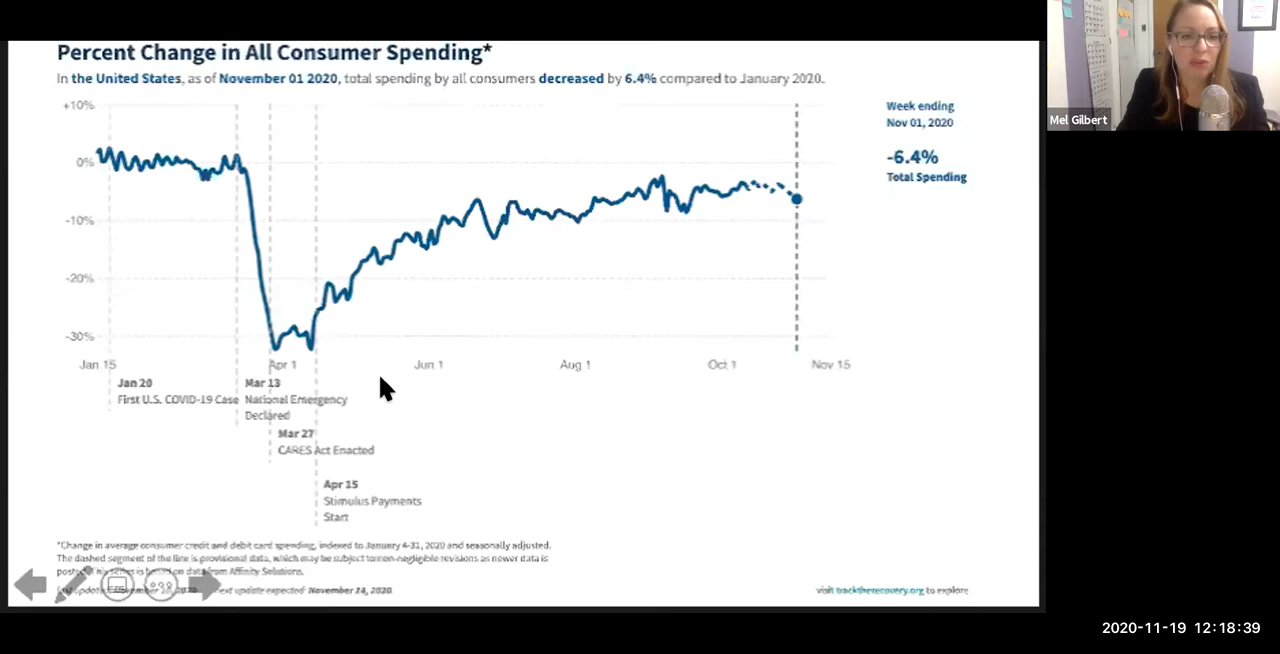 Percent Change in All Consumer Spending*
In the United States, as of November 01 2020, total spending by all consumers decreased by 6.4% compared to January 2020.
+10%
0%
-10%
-20%
-30%
Jan 15
Apr 1
Jun 1
Aug 1
Oct 1
Nov 15
Week ending
Nov 01, 2020
-6.4%
Total Spending
Jan 20
First U.S. COVID-19 Case
Mar 13
National Emergency
Declared
Mar 27
CARES Act Enacted
Apr 15
Stimulus Payments
Start
*Change in average consumer credit and debit card spending, indexed to January 4-31, 2020 and seasonally adjusted.
The dashed segment of the line is provisional data, which may be subject to non-negligible revisions as newer data is
series is based on data from Affinity Solutions.
next update expected: November 24, 2020
visit tracktherecovery.org to explore
Mel Gilbert
2020-11-19 12:18:39